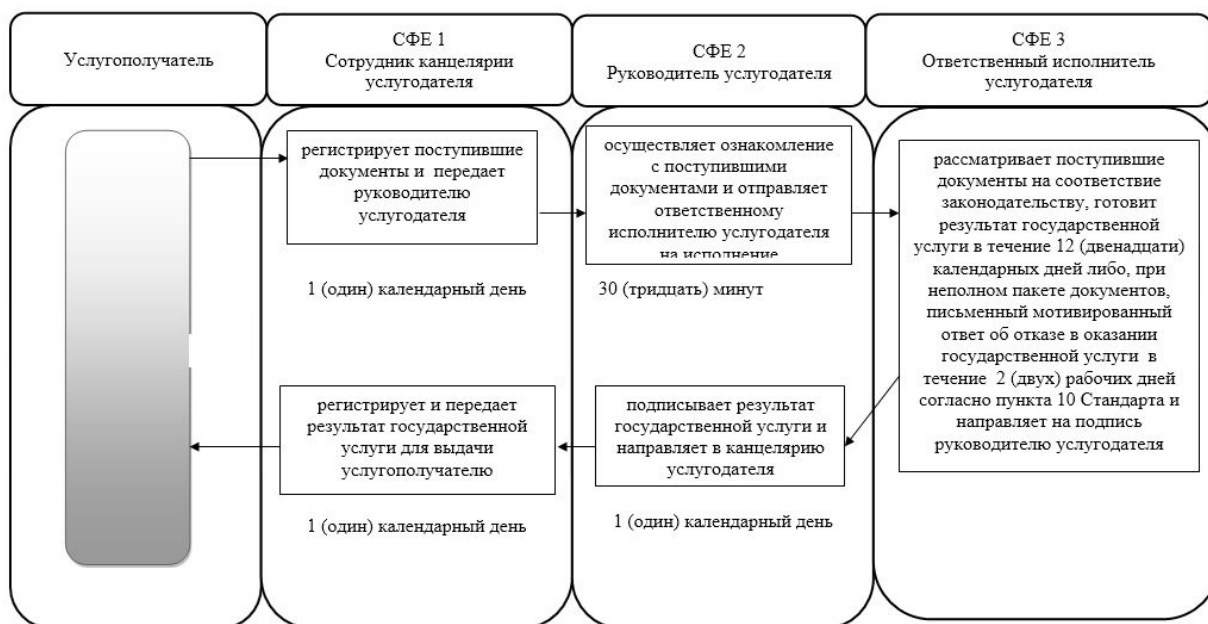 Услугополучатель
СФЕ 1
Сотрудник канцелярии
услугодателя
СФЕ 2
Руководитель услугодателя
СФЕ 3
Ответственный исполнитель
услугодателя
регистрирует поступившие
документы и передает
руководителю
услугодателя
1 (один) календарный день
осуществляет ознакомление
с поступившими
документами и отправляет
ответственному
исполнителю услугодателя
на исполнение
30 (тридцать) минут
рассматривает поступившие
документы на соответствие
законодательству, готовит
результат государственной
услуги в течение 12 (двенадцати)
календарных дней либо, при
неполном пакете документов,
письменный мотивированный
ответ об отказе в оказании
государственной услуги в
течение 2 (двух) рабочих дней
согласно пункта 10 Стандарта и
направляет на подпись
руководителю услугодателя
подписывает результат
государственной услуги и
направляет в канцелярию
услугодателя
1 (один) календарный день
регистрирует и передает
результат государственной
услуги для выдачи
услугополучателю
1 (один) календарный день